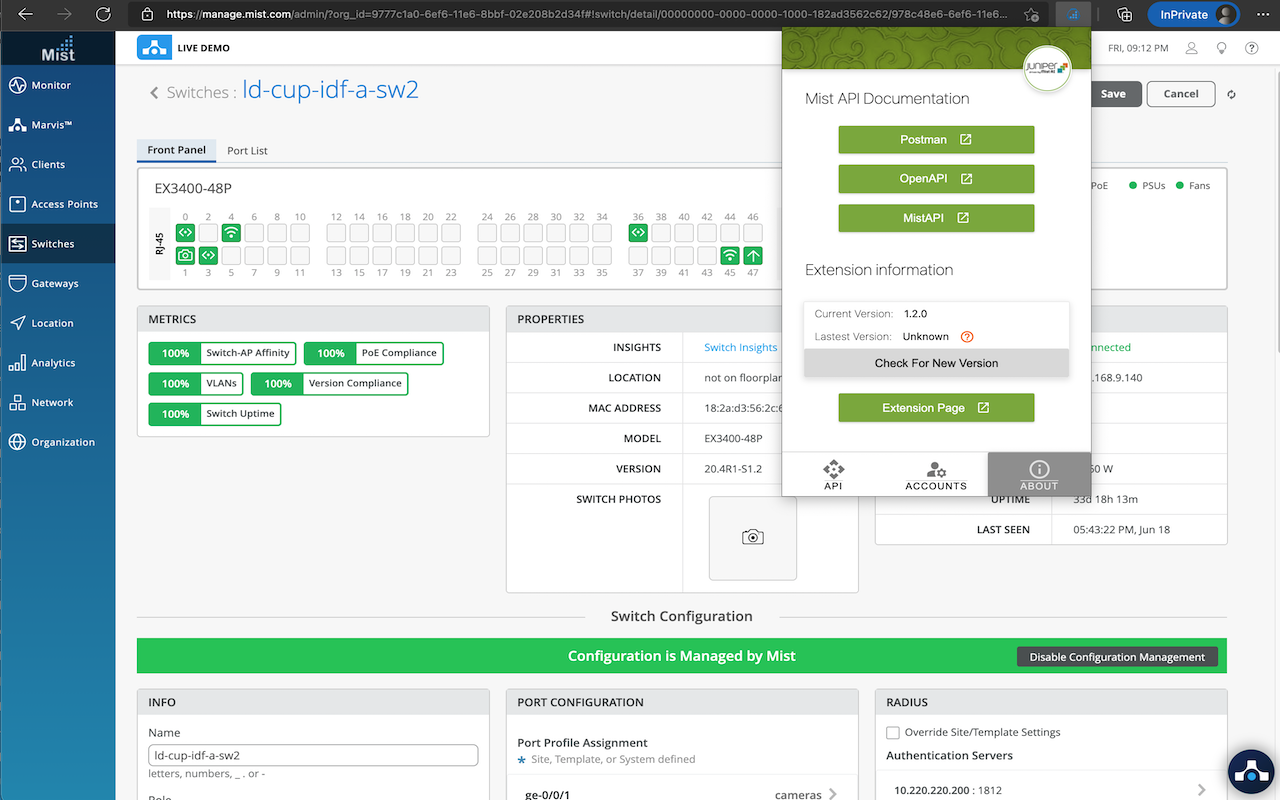 https://manage.mist.com/admin/?org_id=9777c1a0-6ef6-11e6-8bbf-02e208b2d34f#!switch/detail/00000000-0000-0000-1000-182ad3562c62/978c48e6-6ef6-11e6...
InPrivate
Mist
LIVE DEMO
FRI, 09:12 PM
Monitor
Marvis™
Clients
Access Points
Switches
Gateways
Location
Analytics
Network
Organization
Switches : ld-cup-idf-a-sw2
Save
Cancel
Front Panel
Port List
EX3400-48P
PoE
PSUs
Fans
RJ-45
0 2 4 6 8 10 12 14 16 18 20 22 24 26 28 30 32 34 36 38 40 42 44 46
1 3 5 7 9 11 13 15 17 19 21 23 25 27 29 31 33 35 37 39 41 43 45 47
METRICS
100% Switch-AP Affinity
100% PoE Compliance
100% VLANs
100% Version Compliance
100% Switch Uptime
PROPERTIES
INSIGHTS Switch Insights
LOCATION not on floorplan
MAC ADDRESS 18:2a:d3:56:2c:6
MODEL EX3400-48P
VERSION 20.4R1-S1.2
SWITCH PHOTOS
nnected
.168.9.140
50 W
UPTIME 33d 18h 13m
LAST SEEN 05:43:22 PM, Jun 18
juniper
Mist API Documentation
Postman
OpenAPI
MistAPI
Extension information
Current Version: 1.2.0
Lastest Version: Unknown
Check For New Version
Extension Page
API
ACCOUNTS
ABOUT
Switch Configuration
Configuration is Managed by Mist
Disable Configuration Management
INFO
Name
ld-cup-idf-a-sw2
letters, numbers, _ . or -
Role
PORT CONFIGURATION
Port Profile Assignment
* Site, Template, or System defined
ge-0/0/1 cameras
RADIUS
Override Site/Template Settings
Authentication Servers
10.220.220.200 : 1812